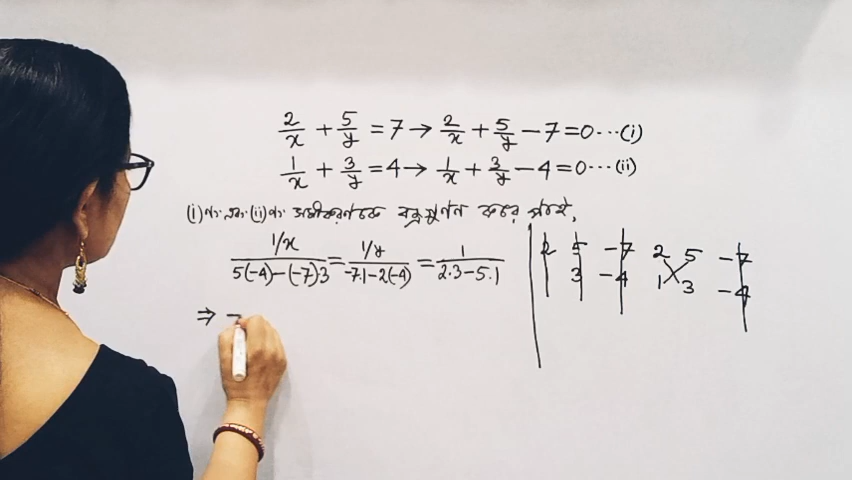 2/x + 5/y = 7 → 2/x + 5/y − 7 = 0 ···(i)
1/x + 3/y = 4 → 1/x + 3/y − 4 = 0 ···(ii)
(i) নং এবং (ii) নং সমীকরণকে বজ্রগুণন করে পাই,
(1/x)/(5(−4)−(−7)3) = (1/y)/(−7.1−2(−4)) = 1/(2.3−5.1)
2 5 −7 2 5 −7
3 −4 1 3 −4
⇒